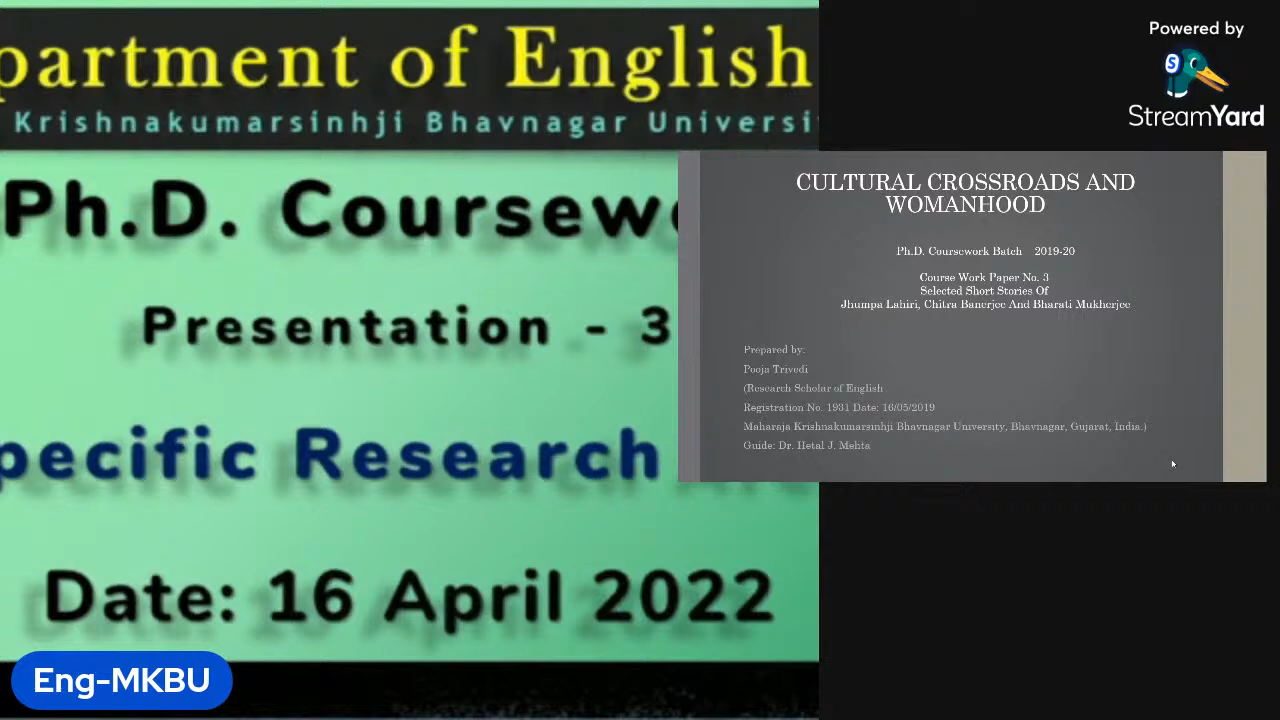 partment of English
Krishnakumarsinhji Bhavnagar Universi
Ph.D. Coursewo
Presentation - 3
pecific Research
Date: 16 April 2022
Eng-MKBU
Powered by
StreamYard
CULTURAL CROSSROADS AND
WOMANHOOD
Ph.D. Coursework Batch 2019-20
Course Work Paper No. 3
Selected Short Stories Of
Jhumpa Lahiri, Chitra Banerjee And Bharati Mukherjee
Prepared by:
Pooja Trivedi
(Research Scholar of English
Registration No. 1931 Date: 16/05/2019
Maharaja Krishnakumarsinhji Bhavnagar University, Bhavnagar, Gujarat, India.)
Guide: Dr. Hetal J. Mehta